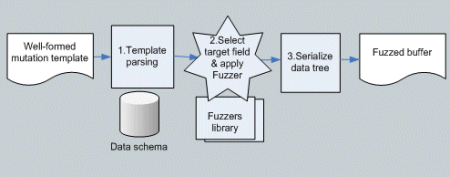 Well-formed
mutation template
1.Template
parsing
2.Select
target field
& apply
Fuzzer
3.Serialize
data tree
Fuzzed buffer
Fuzzers
library
Data schema